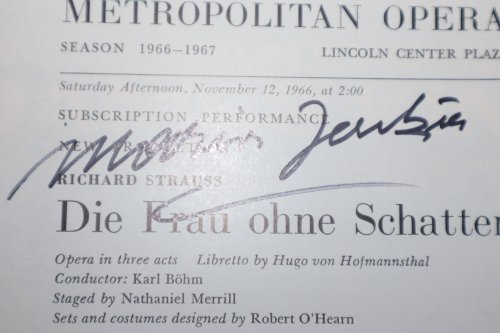 METROPOLITAN OPERA
SEASON 1966–1967 LINCOLN CENTER PLAZ
Saturday Afternoon, November 12, 1966, at 2:00
SUBSCRIPTION PERFORMANCE
NEW
RICHARD STRAUSS
Die Frau ohne Schatten
Opera in three acts Libretto by Hugo von Hofmannsthal
Conductor: Karl Böhm
Staged by Nathaniel Merrill
Sets and costumes designed by Robert O'Hearn